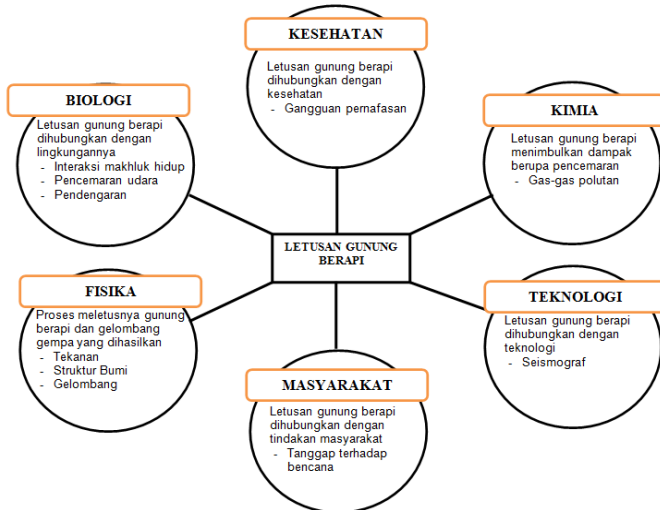 KESEHATAN
Letusan gunung berapi
dihubungkan dengan
kesehatan
- Gangguan pernafasan
BIOLOGI
Letusan gunung berapi
dihubungkan dengan
lingkungannya
- Interaksi makhluk hidup
- Pencemaran udara
- Pendengaran
KIMIA
Letusan gunung berapi
menimbulkan dampak
berupa pencemaran
- Gas-gas polutan
LETUSAN GUNUNG
BERAPI
FISIKA
Proses meletusnya gunung
berapi dan gelombang
gempa yang dihasilkan
- Tekanan
- Struktur Bumi
- Gelombang
TEKNOLOGI
Letusan gunung berapi
dihubungkan dengan
teknologi
- Seismograf
MASYARAKAT
Letusan gunung berapi
dihubungkan dengan
tindakan masyarakat
- Tanggap terhadap
bencana